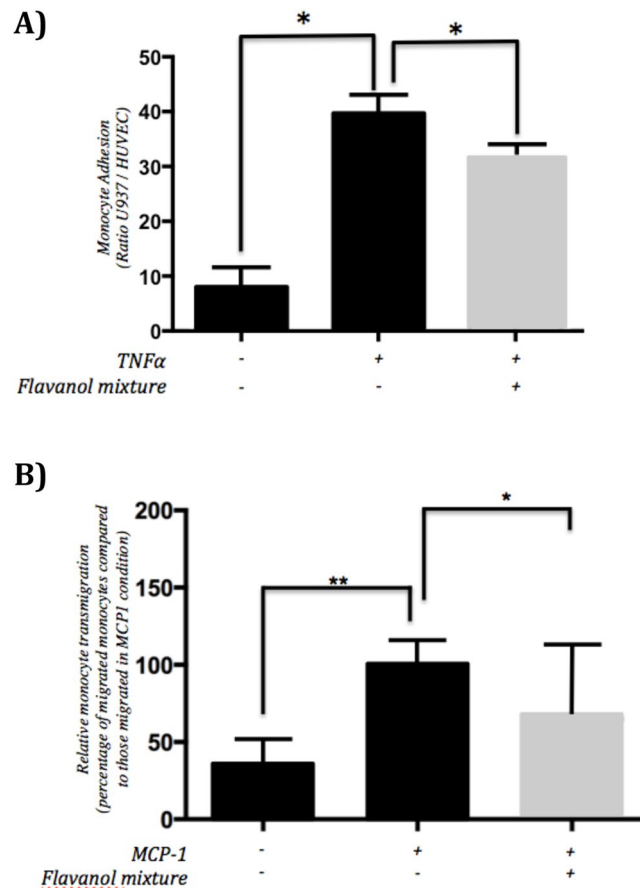 A)
*
*
50
40
30
20
10
0
Monocyte Adhesion
(Ratio U937 / HUVEC)
TNFα - + +
Flavanol mixture - - +
B)
*
**
200
150
100
50
0
Relative monocyte transmigration
(percentage of migrated monocytes compared
to those migrated in MCP1 condition)
MCP-1 - + +
Flavanol mixture - - +